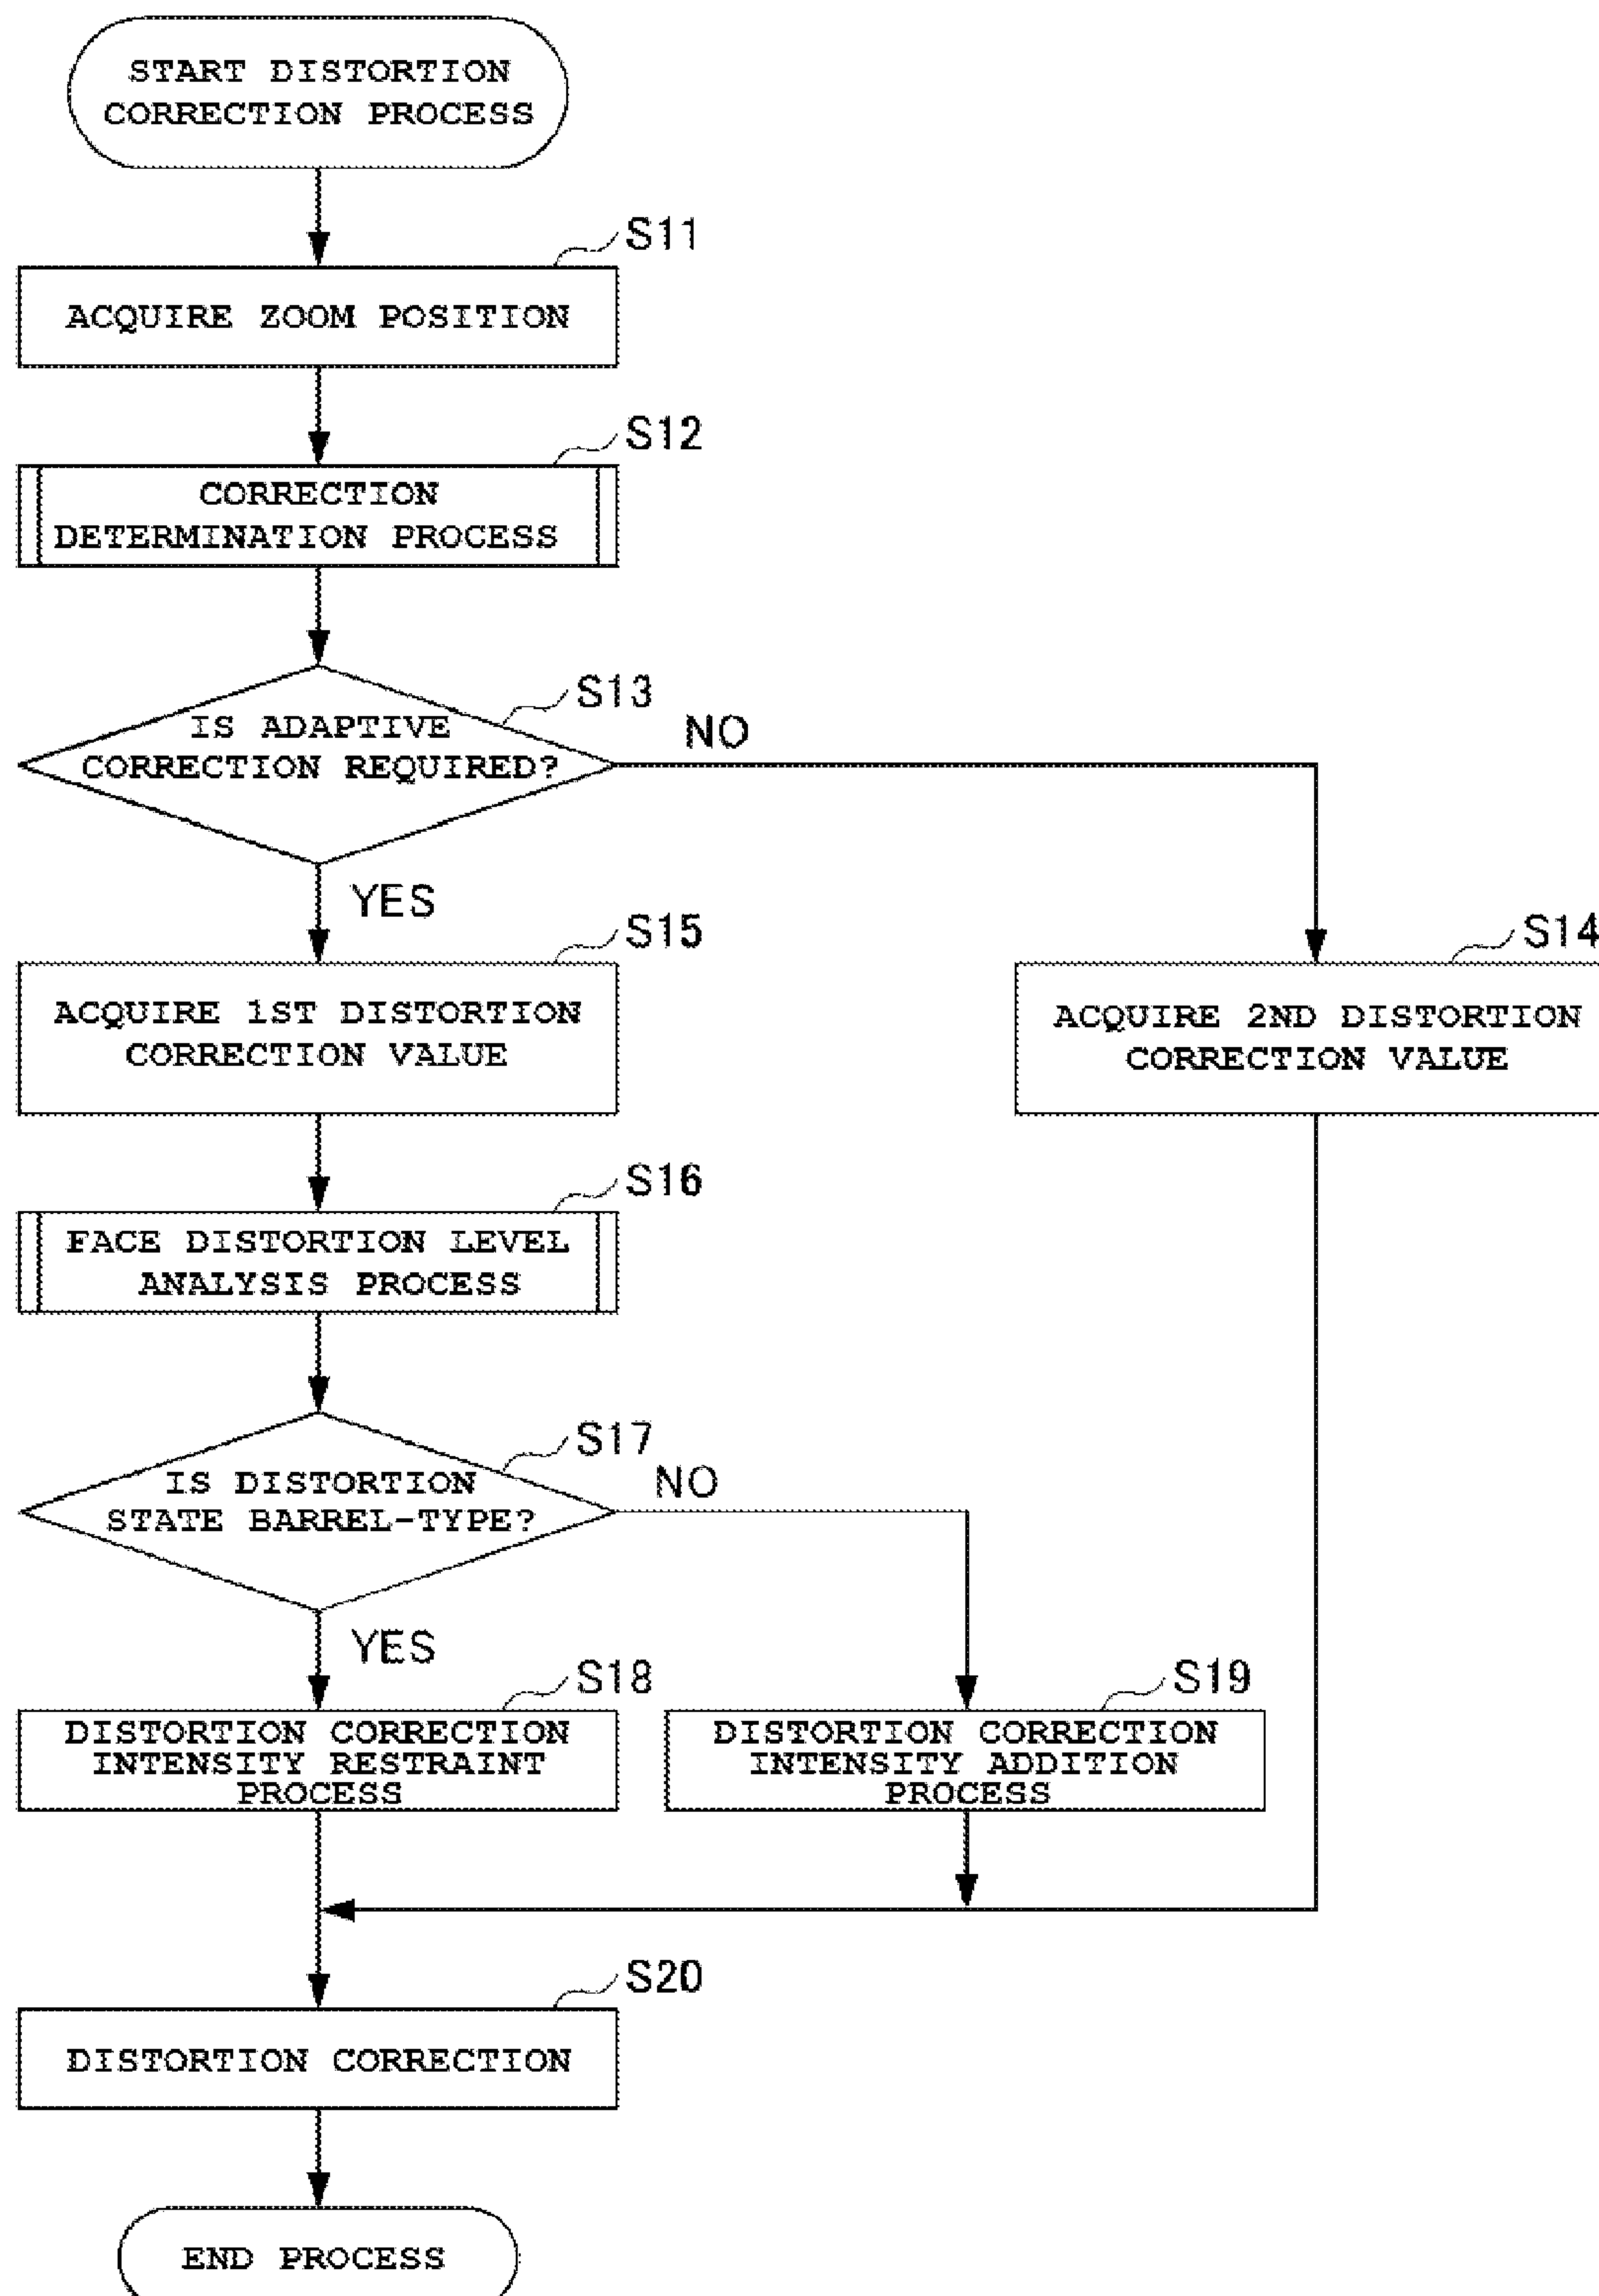 START DISTORTION
CORRECTION PROCESS
S11
ACQUIRE ZOOM POSITION
S12
CORRECTION
DETERMINATION PROCESS
S13
IS ADAPTIVE
CORRECTION REQUIRED?
NO
YES
S15
ACQUIRE 1ST DISTORTION
CORRECTION VALUE
S14
ACQUIRE 2ND DISTORTION
CORRECTION VALUE
S16
FACE DISTORTION LEVEL
ANALYSIS PROCESS
S17
IS DISTORTION
STATE BARREL-TYPE?
NO
YES
S18
DISTORTION CORRECTION
INTENSITY RESTRAINT
PROCESS
S19
DISTORTION CORRECTION
INTENSITY ADDITION
PROCESS
S20
DISTORTION CORRECTION
END PROCESS